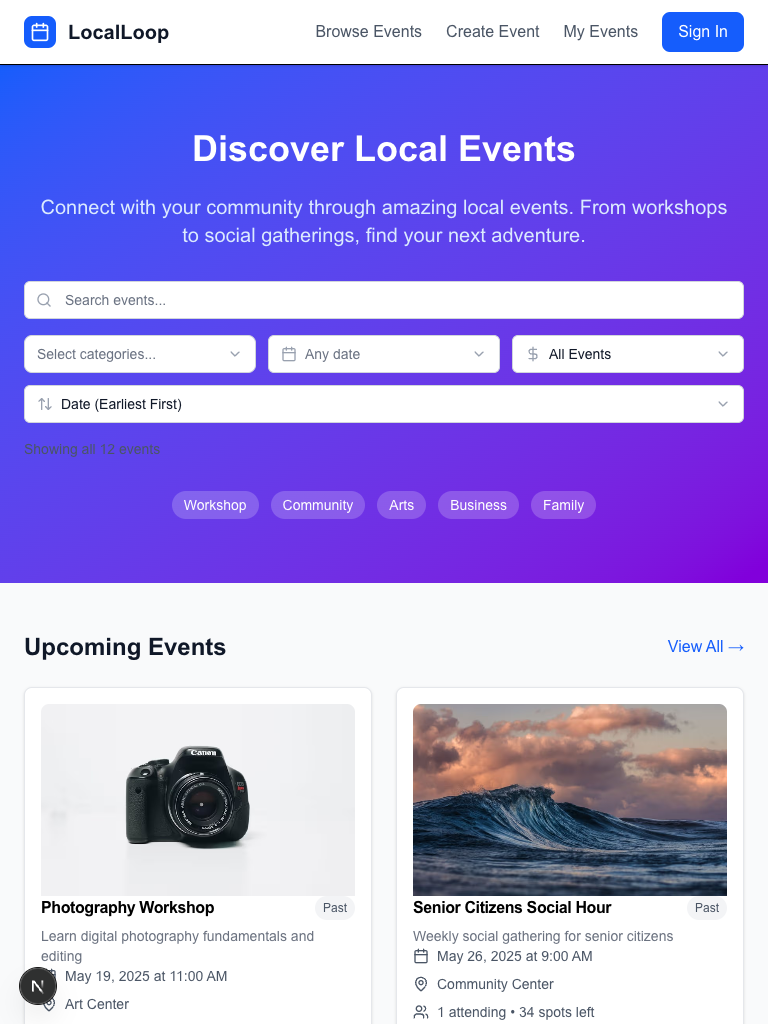 LocalLoop
Browse Events
Create Event
My Events
Sign In
Discover Local Events
Connect with your community through amazing local events. From workshops
to social gatherings, find your next adventure.
Search events...
Select categories...
Any date
All Events
Date (Earliest First)
Showing all 12 events
Workshop
Community
Arts
Business
Family
Upcoming Events
View All →
Canon
Photography Workshop
Past
Learn digital photography fundamentals and
editing
May 19, 2025 at 11:00 AM
Art Center
Senior Citizens Social Hour
Past
Weekly social gathering for senior citizens
May 26, 2025 at 9:00 AM
Community Center
1 attending • 34 spots left
N